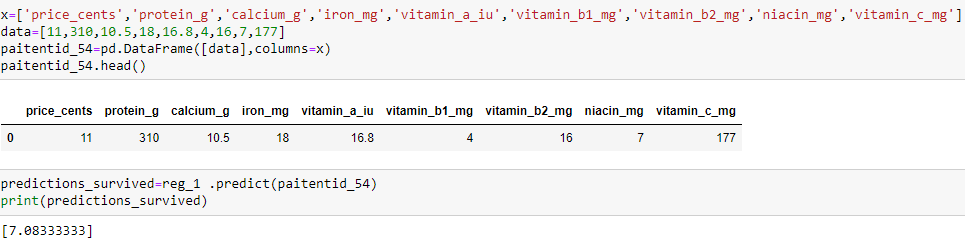 x=['price_cents','protein_g','calcium_g','iron_mg','vitamin_a_iu','vitamin_b1_mg','vitamin_b2_mg','niacin_mg','vitamin_c_mg']
data=[11,310,10.5,18,16.8,4,16,7,177]
paitentid_54=pd.DataFrame([data],columns=x)
paitentid_54.head()
price_cents protein_g calcium_g iron_mg vitamin_a_iu vitamin_b1_mg vitamin_b2_mg niacin_mg vitamin_c_mg
0 11 310 10.5 18 16.8 4 16 7 177
predictions_survived=reg_1 .predict(paitentid_54)
print(predictions_survived)
[7.08333333]